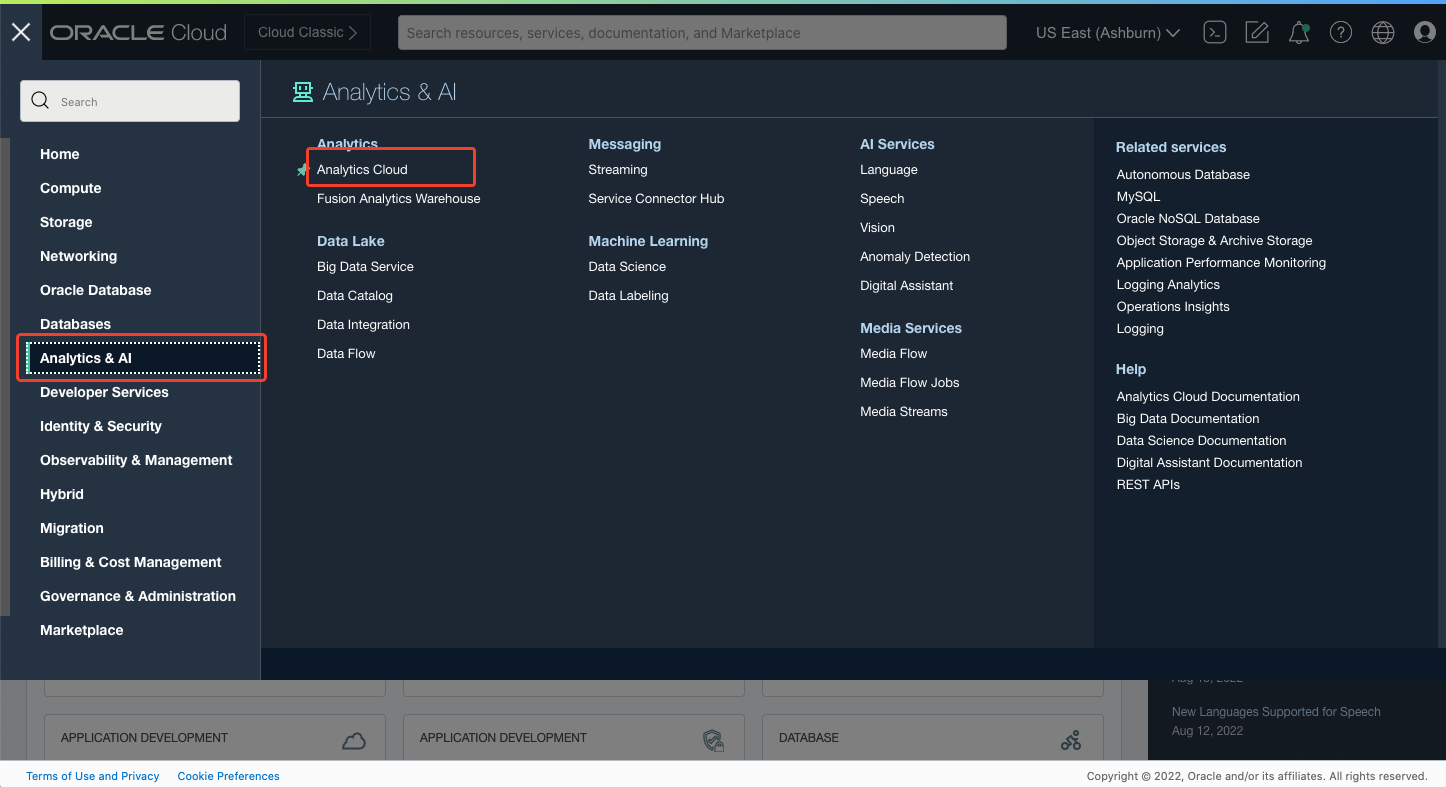 ORACLE Cloud
Cloud Classic
Search resources, services, documentation, and Marketplace
US East (Ashburn)
Search
Home
Compute
Storage
Networking
Oracle Database
Databases
Analytics & AI
Developer Services
Identity & Security
Observability & Management
Hybrid
Migration
Billing & Cost Management
Governance & Administration
Marketplace
Analytics & AI
Analytics
Analytics Cloud
Fusion Analytics Warehouse
Data Lake
Big Data Service
Data Catalog
Data Integration
Data Flow
Messaging
Streaming
Service Connector Hub
Machine Learning
Data Science
Data Labeling
AI Services
Language
Speech
Vision
Anomaly Detection
Digital Assistant
Media Services
Media Flow
Media Flow Jobs
Media Streams
Related services
Autonomous Database
MySQL
Oracle NoSQL Database
Object Storage & Archive Storage
Application Performance Monitoring
Logging Analytics
Operations Insights
Logging
Help
Analytics Cloud Documentation
Big Data Documentation
Data Science Documentation
Digital Assistant Documentation
REST APIs
APPLICATION DEVELOPMENT
APPLICATION DEVELOPMENT
DATABASE
New Languages Supported for Speech
Aug 12, 2022
Terms of Use and Privacy
Cookie Preferences
Copyright © 2022, Oracle and/or its affiliates. All rights reserved.